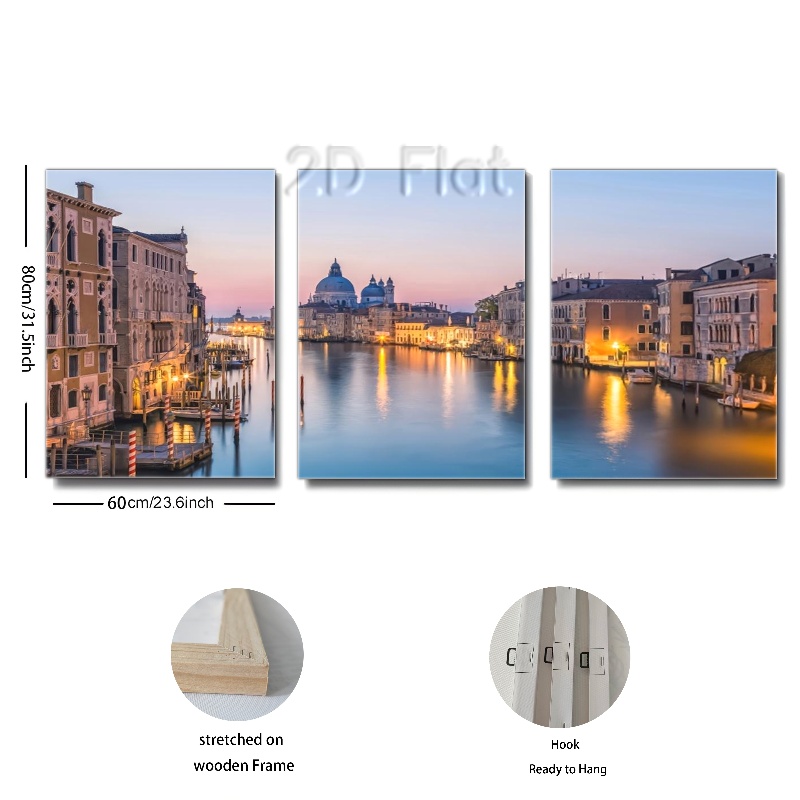 2D Flat
80cm/31.5inch
60cm/23.6inch
stretched on
wooden Frame
Hook
Ready to Hang